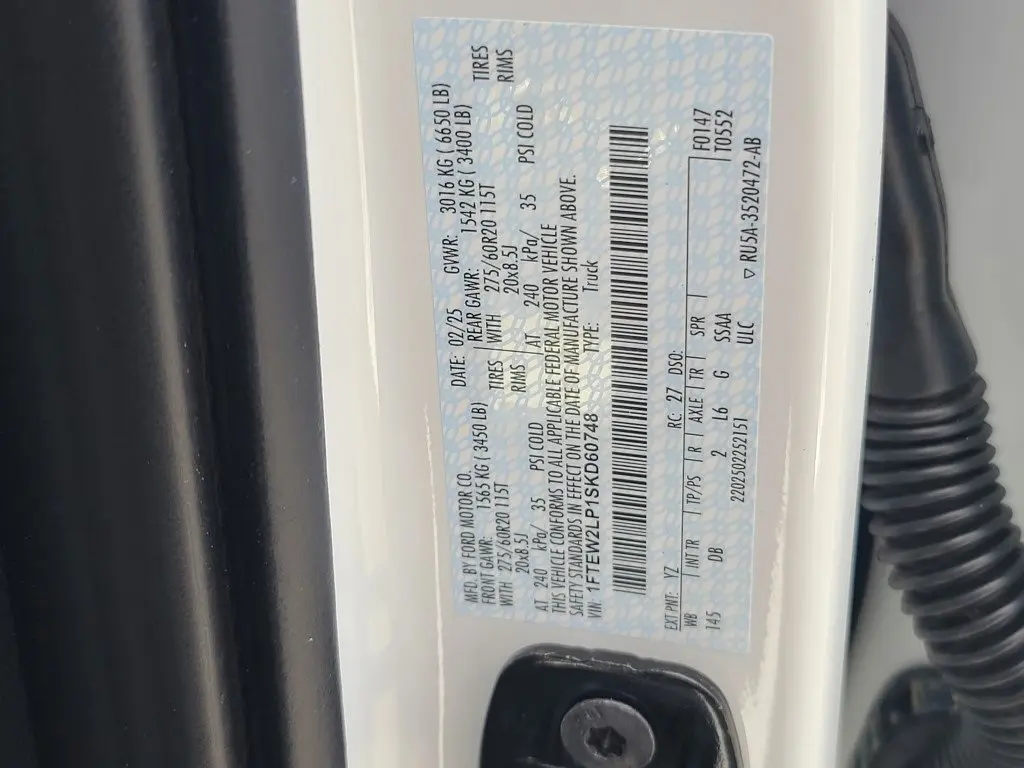 MFD. BY FORD MOTOR CO. DATE: 02/25 GVWR: 3016 KG ( 6650 LB)
FRONT GAWR: 1565 KG ( 3450 LB) REAR GAWR: 1542 KG ( 3400 LB)
WITH 275/60R20 115T TIRES WITH 275/60R20 115T TIRES
20x8.5J RIMS 20x8.5J RIMS
AT 240 kPa/ 35 PSI COLD AT 240 kPa/ 35 PSI COLD
THIS VEHICLE CONFORMS TO ALL APPLICABLE FEDERAL MOTOR VEHICLE
SAFETY STANDARDS IN EFFECT ON THE DATE OF MANUFACTURE SHOWN ABOVE.
VIN: 1FTEW2LP1SKD60748 TYPE: Truck
EXT PNT: YZ RC: 27 DSO:
WB INT TR TP/PS R AXLE TR SPR F0147
145 DB 2 L6 G SSAA T0552
220250225215T ULC ▽ RU5A-3520472-AB